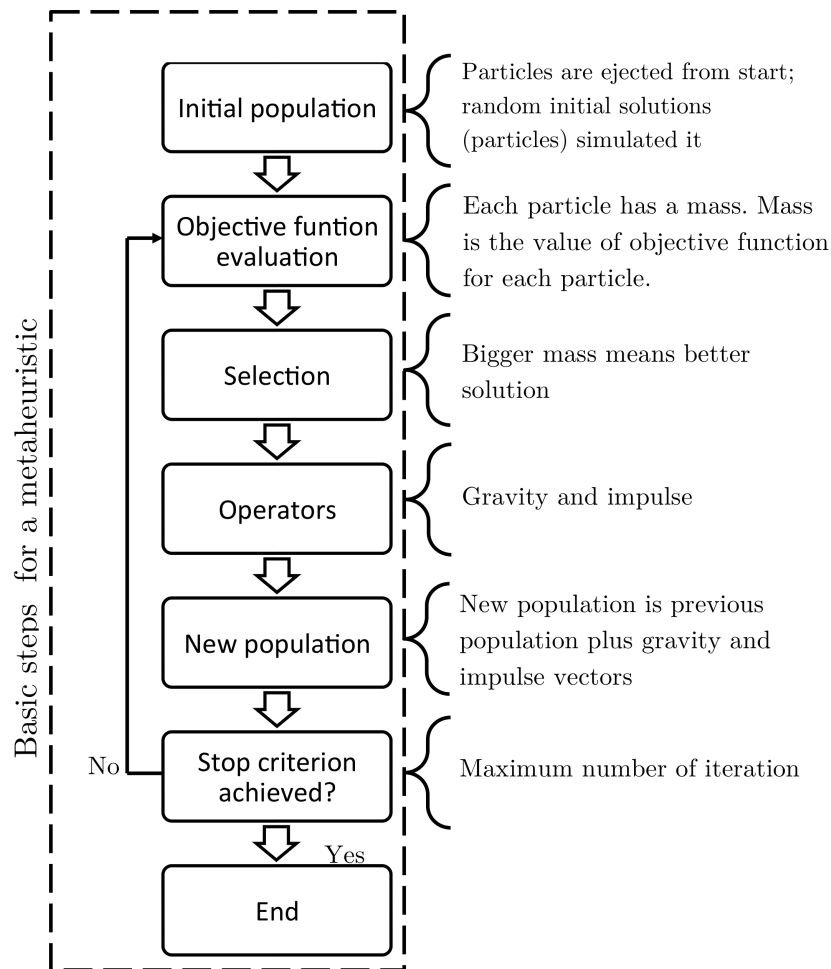 Basic steps for a metaheuristic
Initial population
Particles are ejected from start;
random initial solutions
(particles) simulated it
Objective funtion
evaluation
Each particle has a mass. Mass
is the value of objective function
for each particle.
Selection
Bigger mass means better
solution
Operators
Gravity and impulse
New population
New population is previous
population plus gravity and
impulse vectors
No
Stop criterion
achieved?
Maximum number of iteration
Yes
End